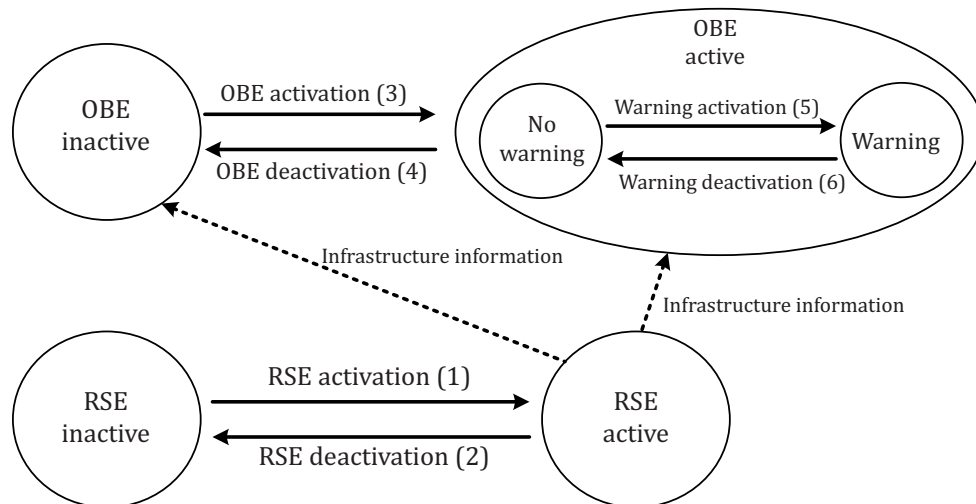 OBE
active
OBE
inactive
OBE activation (3)
OBE deactivation (4)
No
warning
Warning activation (5)
Warning deactivation (6)
Warning
Infrastructure information
Infrastructure information
RSE
inactive
RSE activation (1)
RSE deactivation (2)
RSE
active